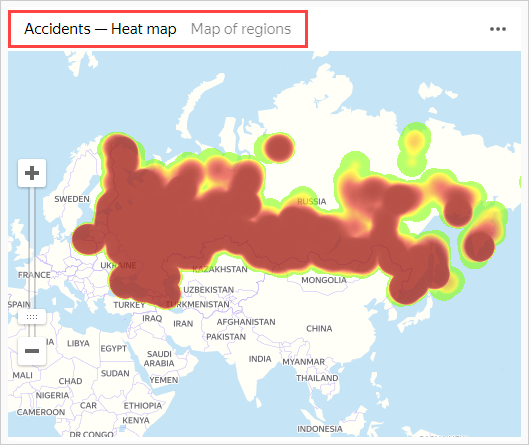 Accidents — Heat map Map of regions
SWEDEN
RUSSIA
FRANCE
UKRAINE
KAZAKHSTAN
MONGOLIA
SPAIN
UZBEKISTAN
TURKEY
TURKMENISTAN
IRAQ
IRAN
AFGHANISTAN
CHINA
PAKISTAN
LIBYA
EGYPT
SAUDI
ARABIA
INDIA
MYANMAR
MALI
CHAD
SUDAN
YEMEN
THAILAND
NIGERIA
CAMEROON
CAR
ETHIOPIA
KENYA
DR CONGO
INDONESIA